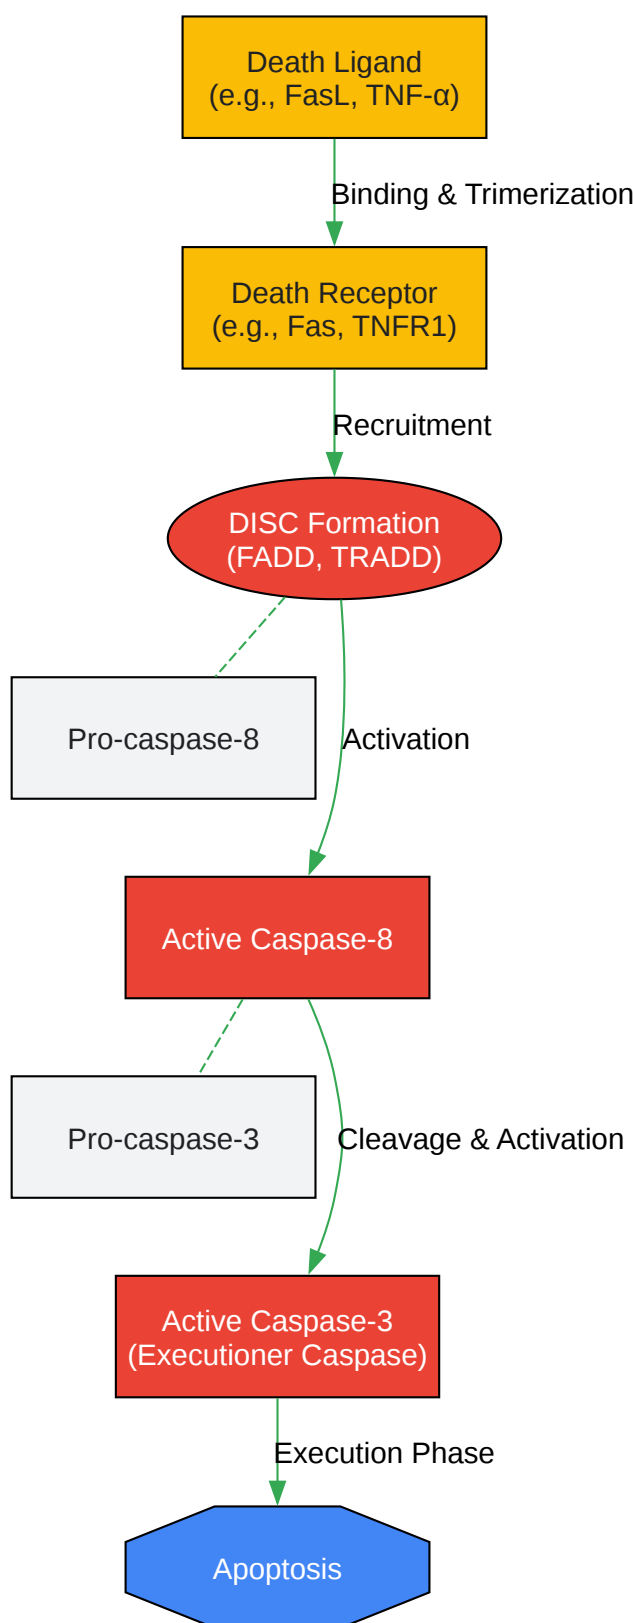 Death Ligand
(e.g., FasL, TNF-α)
Binding & Trimerization
Death Receptor
(e.g., Fas, TNFR1)
Recruitment
DISC Formation
(FADD, TRADD)
Pro-caspase-8
Activation
Active Caspase-8
Pro-caspase-3
Cleavage & Activation
Active Caspase-3
(Executioner Caspase)
Execution Phase
Apoptosis